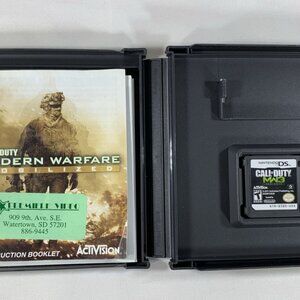 DUTY
DERN WARFARE
OBILIZED
PREMIERE VIDEO
909 9th. Ave. S.E.
Watertown, SD 57201
886-9445
ACTIVISION
UCTION BOOKLET
NINTENDO DS
CALL OF DUTY
MW3
ACTIVISION